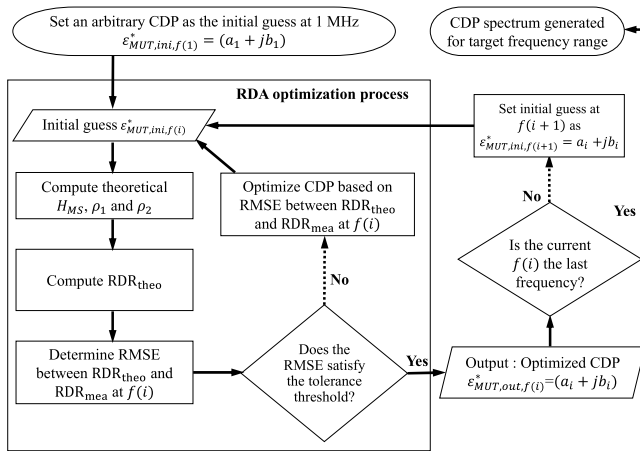 Set an arbitrary CDP as the initial guess at 1 MHz
ε*MUT,ini,f(1) = (a1 + jb1)
CDP spectrum generated
for target frequency range
RDA optimization process
Initial guess ε*MUT,ini,f(i)
Set initial guess at
f(i + 1) as
ε*MUT,ini,f(i+1) = ai +jbi
Compute theoretical
HMS, ρ1 and ρ2
Optimize CDP based on
RMSE between RDRtheo
and RDRmea at f(i)
No
Yes
Compute RDRtheo
No
Is the current
f(i) the last
frequency?
Determine RMSE
between RDRtheo and
RDRmea at f(i)
Does the
RMSE satisfy
the tolerance
threshold?
Yes
Output : Optimized CDP
ε*MUT,out,f(i)=(ai + jbi)